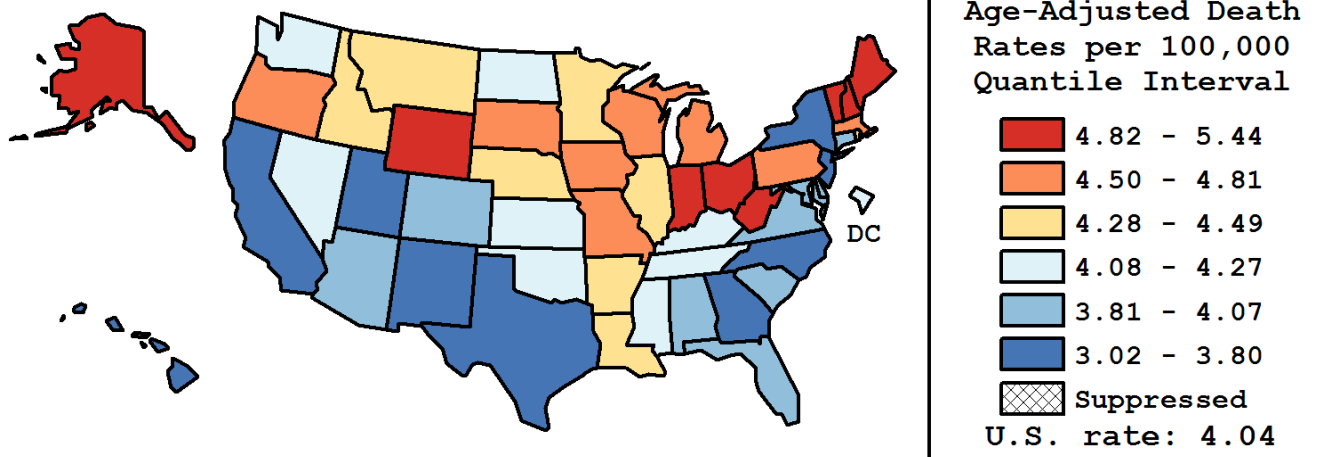 Age-Adjusted Death
Rates per 100,000
Quantile Interval
4.82 - 5.44
4.50 - 4.81
4.28 - 4.49
4.08 - 4.27
3.81 - 4.07
3.02 - 3.80
Suppressed
U.S. rate: 4.04
DC